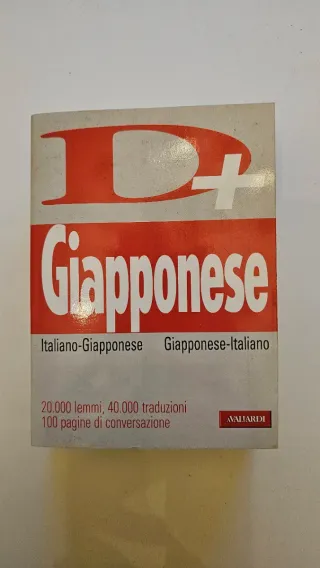 D+
Giapponese
Italiano-Giapponese Giapponese-Italiano
20.000 lemmi, 40.000 traduzioni
100 pagine di conversazione
A.VALLARDI